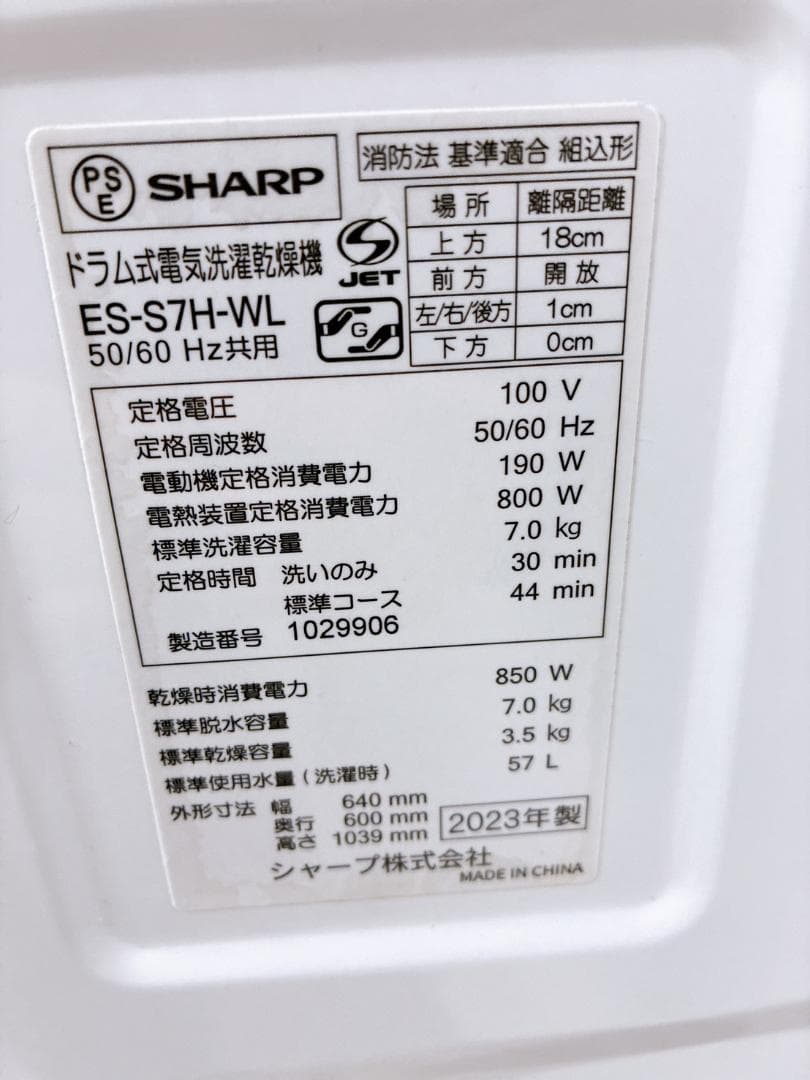 PS
E
SHARP
消防法 基準適合 組込形
ドラム式電気洗濯乾燥機
JET
ES-S7H-WL
50/60 Hz共用
G
場所 離隔距離
上方 18cm
前方 開放
左/右/後方 1cm
下方 0cm
定格電圧 100 V
定格周波数 50/60 Hz
電動機定格消費電力 190 W
電熱装置定格消費電力 800 W
標準洗濯容量 7.0 kg
定格時間 洗いのみ 30 min
標準コース 44 min
製造番号 1029906
乾燥時消費電力 850 W
標準脱水容量 7.0 kg
標準乾燥容量 3.5 kg
標準使用水量(洗濯時) 57 L
外形寸法 幅 640 mm
奥行 600 mm
高さ 1039 mm
2023年製
シャープ株式会社
MADE IN CHINA